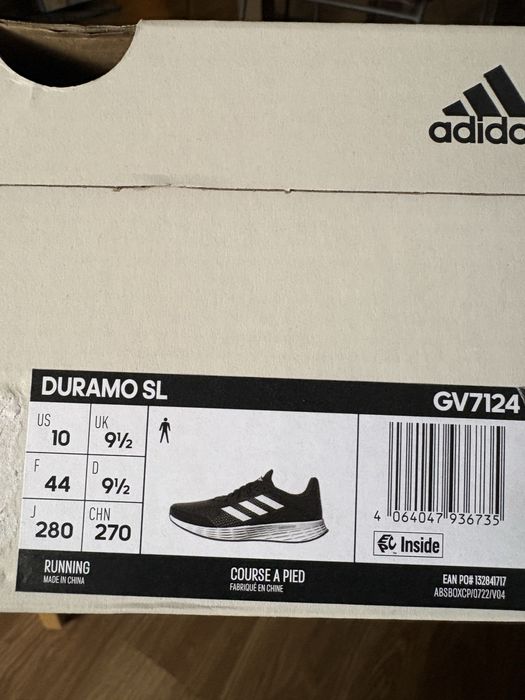 adidas
DURAMO SL GV7124
US 10 UK 9½
F 44 D 9½
J 280 CHN 270
4 064047 936735
Inside
RUNNING
MADE IN CHINA
COURSE A PIED
FABRIQUÉ EN CHINE
EAN PO# 132841717
ABSBOXCP/0722/V04